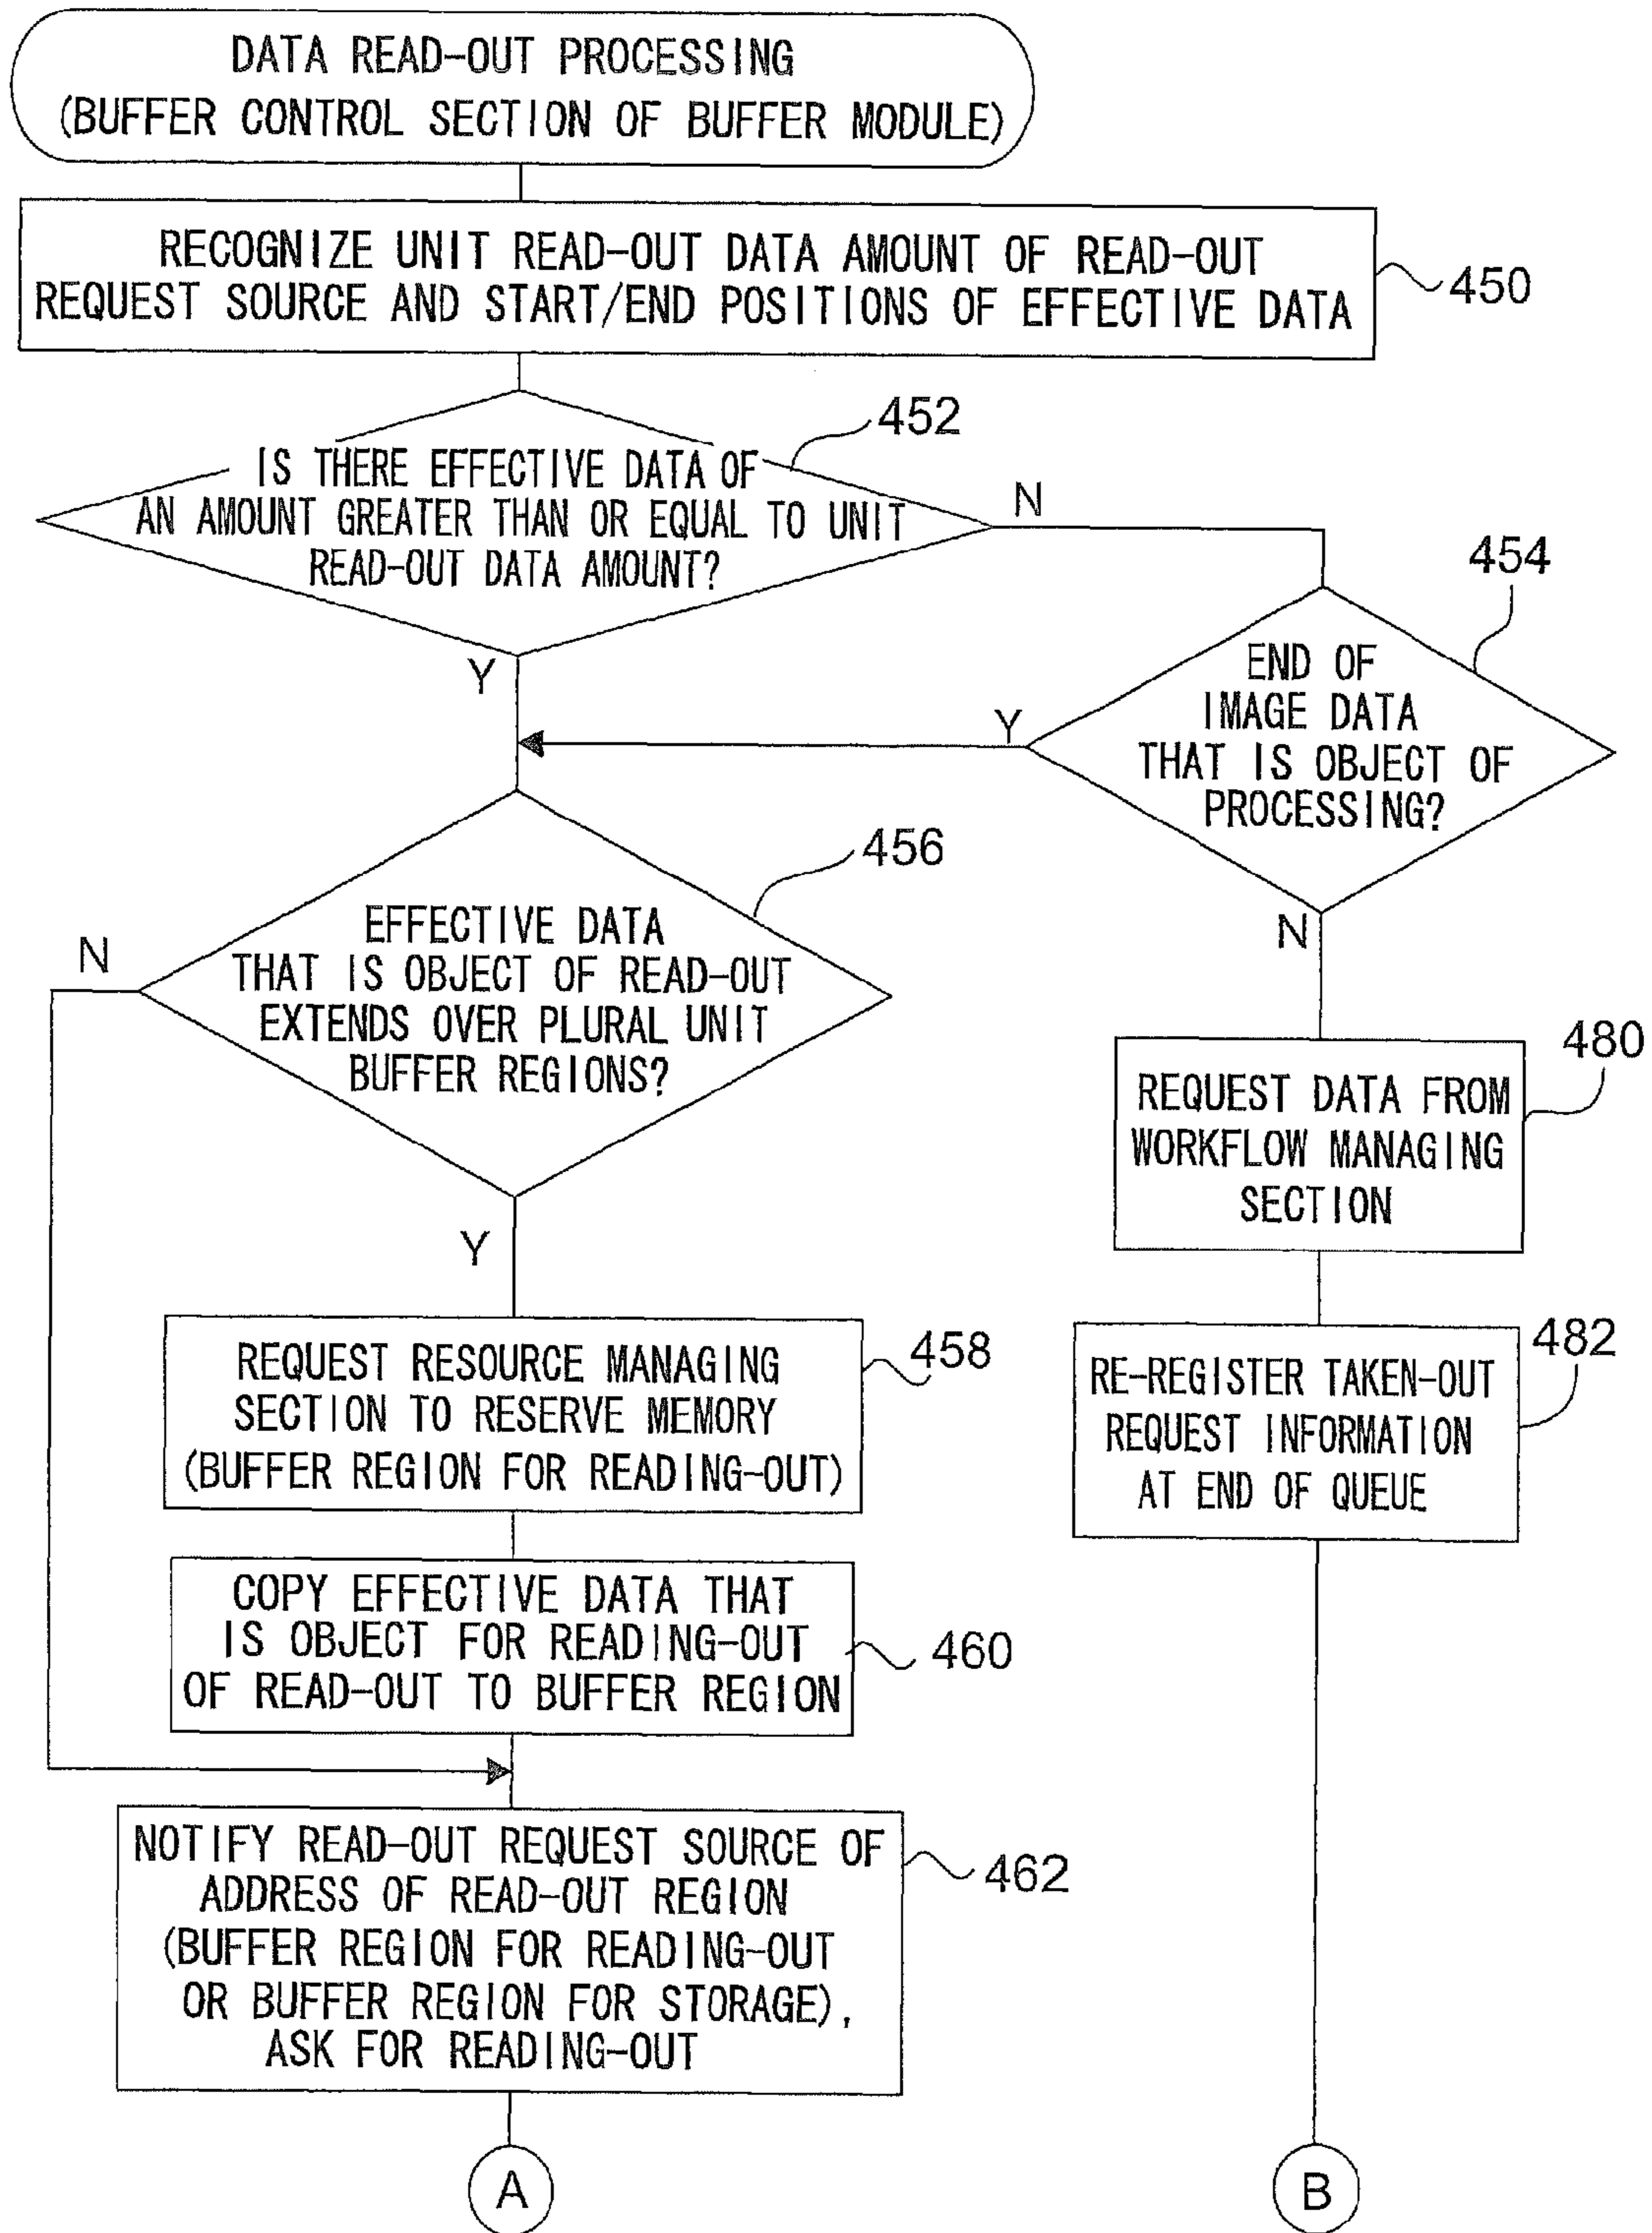 DATA READ-OUT PROCESSING
(BUFFER CONTROL SECTION OF BUFFER MODULE)
RECOGNIZE UNIT READ-OUT DATA AMOUNT OF READ-OUT
REQUEST SOURCE AND START/END POSITIONS OF EFFECTIVE DATA
450
452
IS THERE EFFECTIVE DATA OF
AN AMOUNT GREATER THAN OR EQUAL TO UNIT
READ-OUT DATA AMOUNT?
N
Y
454
END OF
IMAGE DATA
THAT IS OBJECT OF
PROCESSING?
Y
N
456
EFFECTIVE DATA
THAT IS OBJECT OF READ-OUT
EXTENDS OVER PLURAL UNIT
BUFFER REGIONS?
N
Y
480
REQUEST DATA FROM
WORKFLOW MANAGING
SECTION
458
REQUEST RESOURCE MANAGING
SECTION TO RESERVE MEMORY
(BUFFER REGION FOR READING-OUT)
482
RE-REGISTER TAKEN-OUT
REQUEST INFORMATION
AT END OF QUEUE
COPY EFFECTIVE DATA THAT
IS OBJECT FOR READING-OUT
OF READ-OUT TO BUFFER REGION
460
NOTIFY READ-OUT REQUEST SOURCE OF
ADDRESS OF READ-OUT REGION
(BUFFER REGION FOR READING-OUT
OR BUFFER REGION FOR STORAGE),
ASK FOR READING-OUT
462
A
B